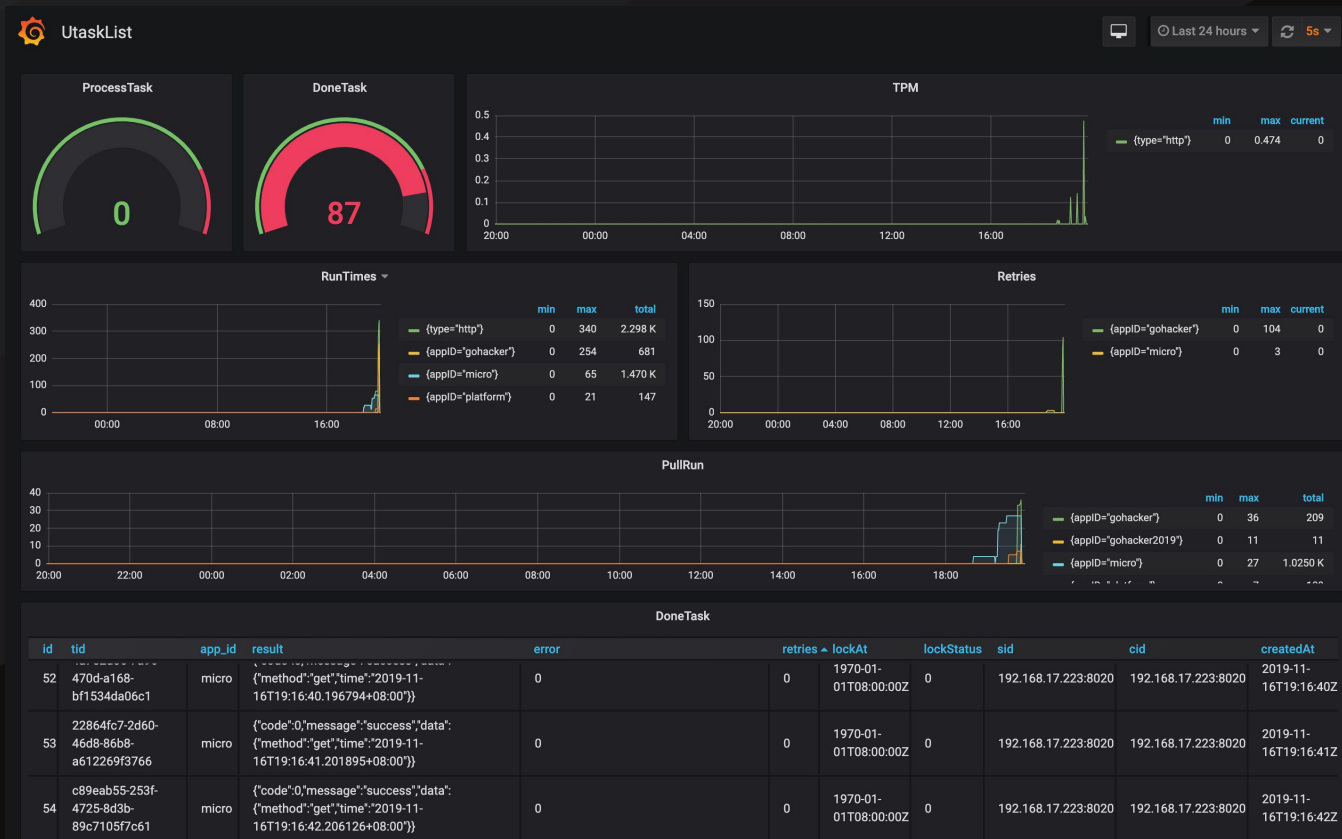 UtaskList
Last 24 hours
5s
ProcessTask
0
DoneTask
87
TPM
0.5
0.4
0.3
0.2
0.1
0
20:00 00:00 04:00 08:00 12:00 16:00
min max current
{type="http"} 0 0.474 0
RunTimes
400
300
200
100
0
00:00 08:00 16:00
min max total
{type="http"} 0 340 2.298 K
{appID="gohacker"} 0 254 681
{appID="micro"} 0 65 1.470 K
{appID="platform"} 0 21 147
Retries
150
100
50
0
20:00 00:00 04:00 08:00 12:00 16:00
min max current
{appID="gohacker"} 0 104 0
{appID="micro"} 0 3 0
PullRun
40
30
20
10
0
20:00 22:00 00:00 02:00 04:00 06:00 08:00 10:00 12:00 14:00 16:00 18:00
min max total
{appID="gohacker"} 0 36 209
{appID="gohacker2019"} 0 11 11
{appID="micro"} 0 27 1.0250 K
DoneTask
id tid app_id result error retries lockAt lockStatus sid cid createdAt
52
470d-a168-
bf1534da06c1
micro
{"method":"get","time":"2019-11-
16T19:16:40.196794+08:00"}}
0
0
1970-01-
01T08:00:00Z
0
192.168.17.223:8020
192.168.17.223:8020
2019-11-
16T19:16:40Z
53
22864fc7-2d60-
46d8-86b8-
a612269f3766
micro
{"code":0,"message":"success","data":
{"method":"get","time":"2019-11-
16T19:16:41.201895+08:00"}}
0
0
1970-01-
01T08:00:00Z
0
192.168.17.223:8020
192.168.17.223:8020
2019-11-
16T19:16:41Z
54
c89eab55-253f-
4725-8d3b-
89c7105f7c61
micro
{"code":0,"message":"success","data":
{"method":"get","time":"2019-11-
16T19:16:42.206126+08:00"}}
0
0
1970-01-
01T08:00:00Z
0
192.168.17.223:8020
192.168.17.223:8020
2019-11-
16T19:16:42Z